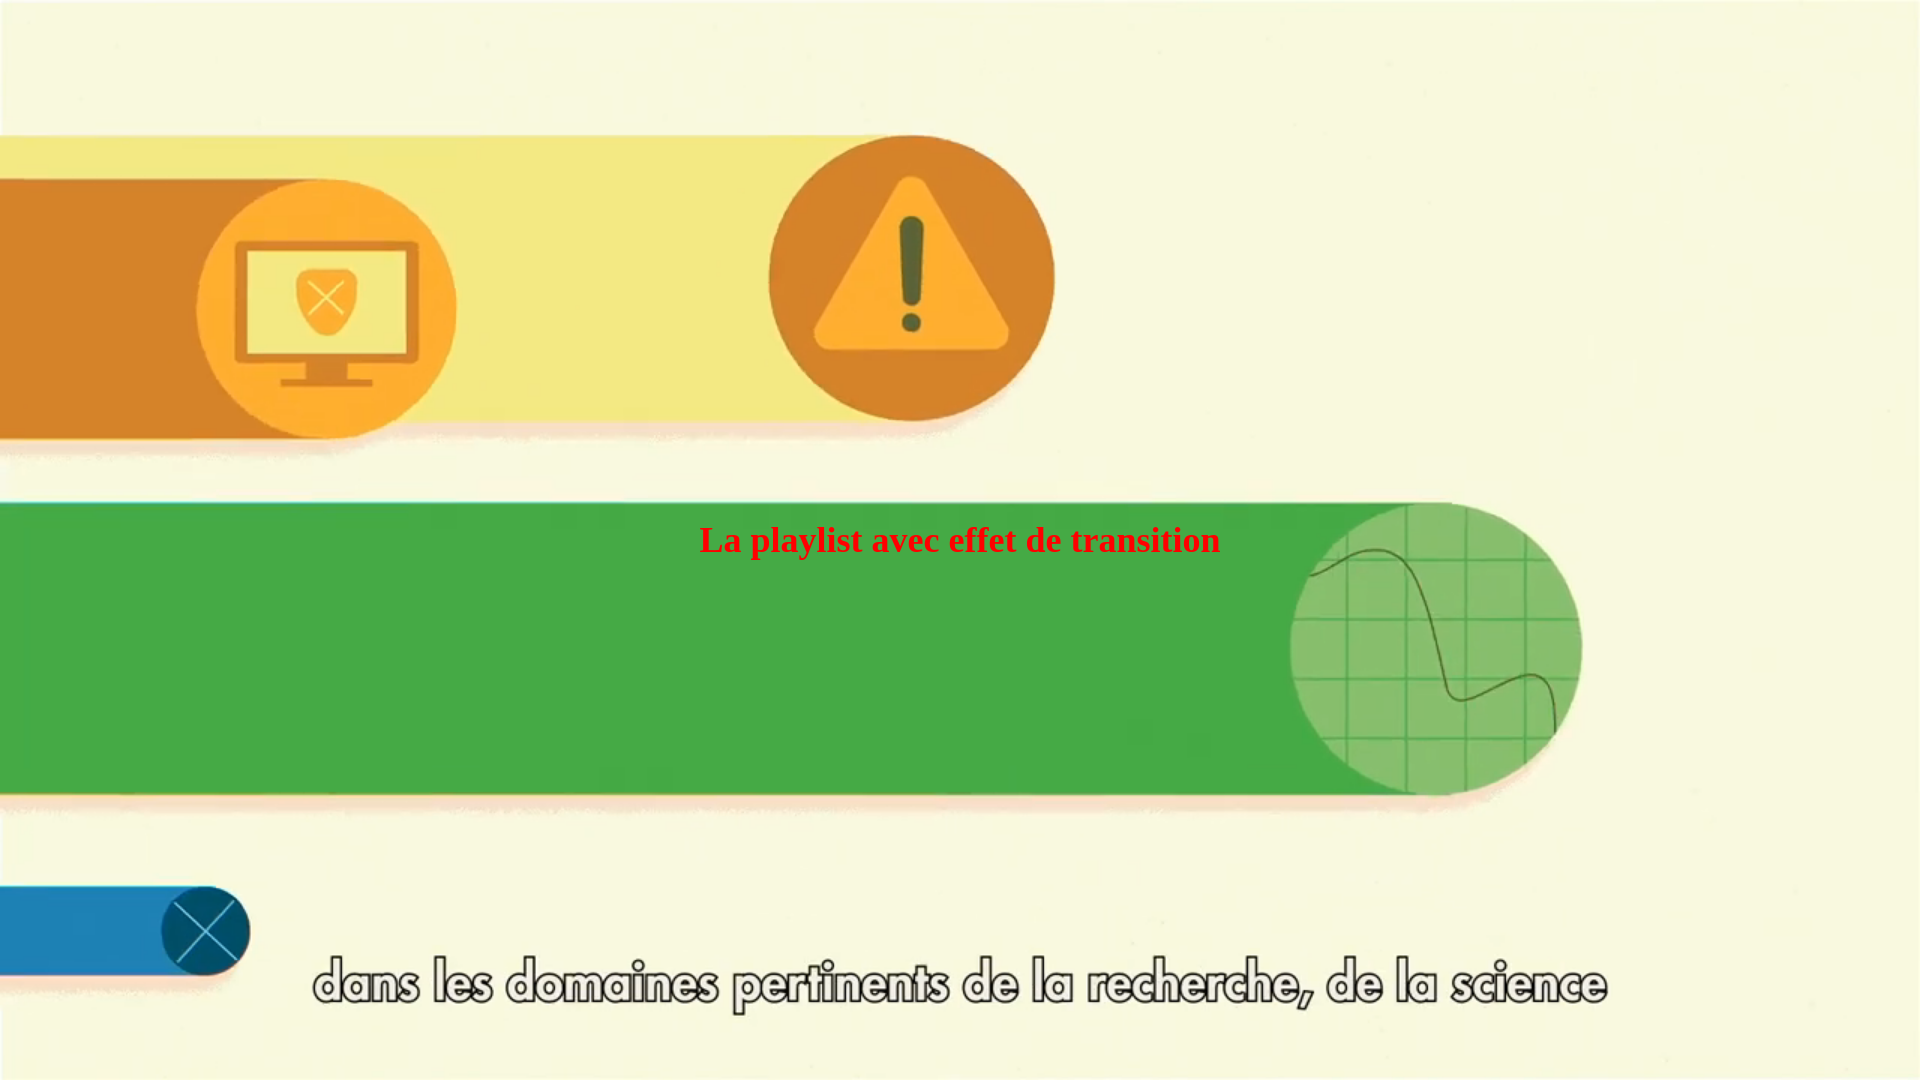 La playlist avec effet de transition
dans les domaines pertinents de la recherche, de la science